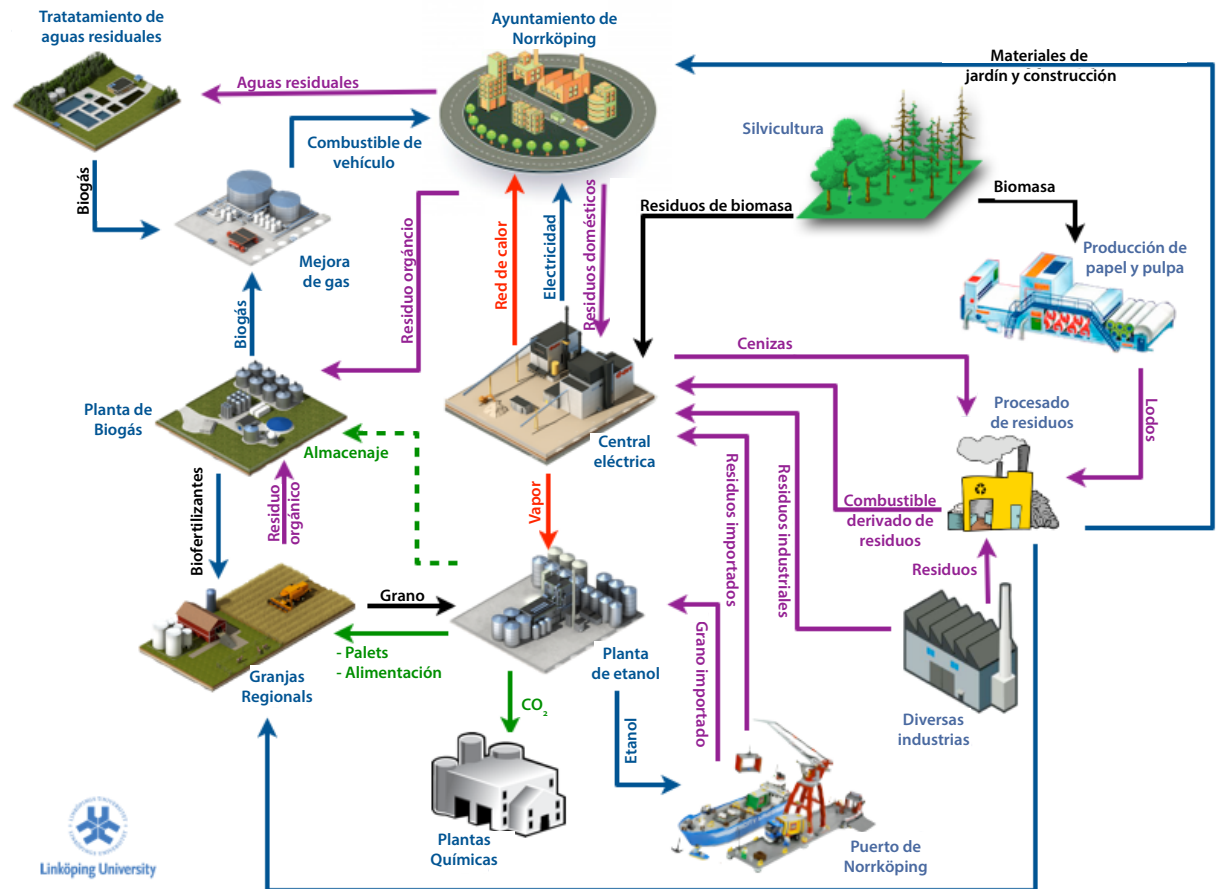 Tratatamiento de
aguas residuales
Ayuntamiento de
Norrköping
Materiales de
jardín y construcción
Aguas residuales
Silvicultura
Combustible de
vehículo
Biogás
Biomasa
Residuos de biomasa
Mejora
de gas
Residuo orgáncio
Red de calor
Electricidad
Residuos domésticos
Producción de
papel y pulpa
Biogás
Cenizas
Lodos
Planta de
Biogás
Almacenaje
Central
eléctrica
Procesado
de residuos
Biofertilizantes
Residuo
orgánico
Vapor
Residuos importados
Residuos industriales
Combustible
derivado de
residuos
Residuos
Grano
- Palets
- Alimentación
Granjas
Regionals
Planta
de etanol
Grano importado
CO₂
Etanol
Diversas
industrias
Plantas
Químicas
Puerto de
Norrköping
LINKÖPINGS UNIVERSITET
Linköping University